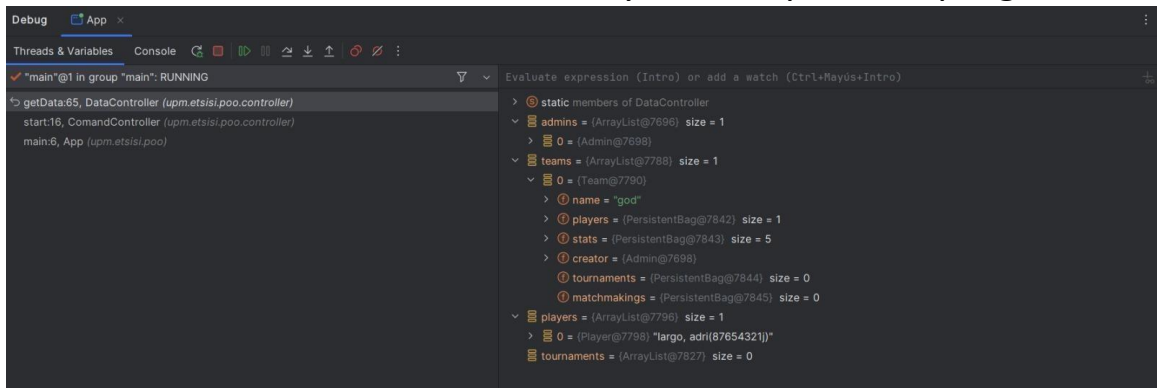 Debug App
Threads & Variables Console
"main"@1 in group "main": RUNNING
Evaluate expression (Intro) or add a watch (Ctrl+Mayús+Intro)
getData:65, DataController (upm.etsisi.poo.controller)
start:16, ComandController (upm.etsisi.poo.controller)
main:6, App (upm.etsisi.poo)
static members of DataController
admins = {ArrayList@7696} size = 1
0 = {Admin@7698}
teams = {ArrayList@7788} size = 1
0 = {Team@7790}
name = "god"
players = {PersistentBag@7842} size = 1
stats = {PersistentBag@7843} size = 5
creator = {Admin@7698}
tournaments = {PersistentBag@7844} size = 0
matchmakings = {PersistentBag@7845} size = 0
players = {ArrayList@7796} size = 1
0 = {Player@7798} "largo, adri(87654321j)"
tournaments = {ArrayList@7827} size = 0